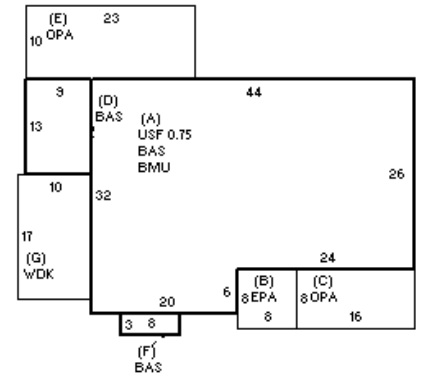 (E) 23
10 OPA
9
44
(D)
BAS
(A)
USF 0.75
BAS
BMU
13
26
10
32
17
(G)
WDK
24
20
6
(B)
8 EPA
8
(C)
8 OPA
16
3 8
(F)
BAS